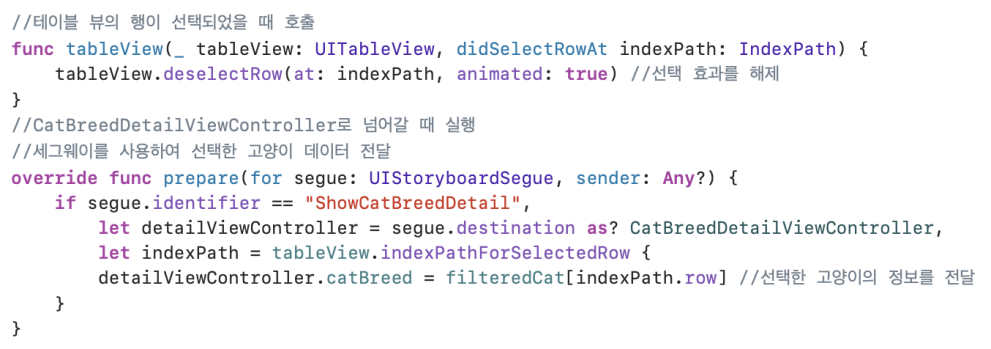 //테이블 뷰의 행이 선택되었을 때 호출
func tableView(_ tableView: UITableView, didSelectRowAt indexPath: IndexPath) {
    tableView.deselectRow(at: indexPath, animated: true) //선택 효과를 해제
}
//CatBreedDetailViewController로 넘어갈 때 실행
//세그웨이를 사용하여 선택한 고양이 데이터 전달
override func prepare(for segue: UIStoryboardSegue, sender: Any?) {
    if segue.identifier == "ShowCatBreedDetail",
        let detailViewController = segue.destination as? CatBreedDetailViewController,
        let indexPath = tableView.indexPathForSelectedRow {
        detailViewController.catBreed = filteredCat[indexPath.row] //선택한 고양이의 정보를 전달
    }
}